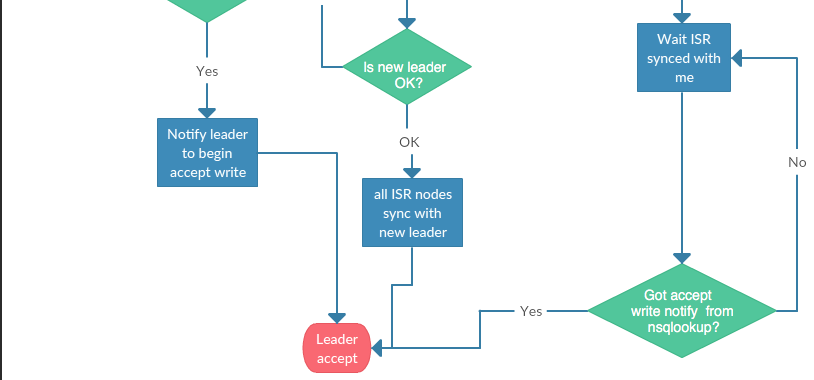 Yes
Notify leader
to begin
accept write
Is new leader
OK?
OK
all ISR nodes
sync with
new leader
Leader
accept
Wait ISR
synced with
me
No
Got accept
write notify from
nsqlookup?
Yes